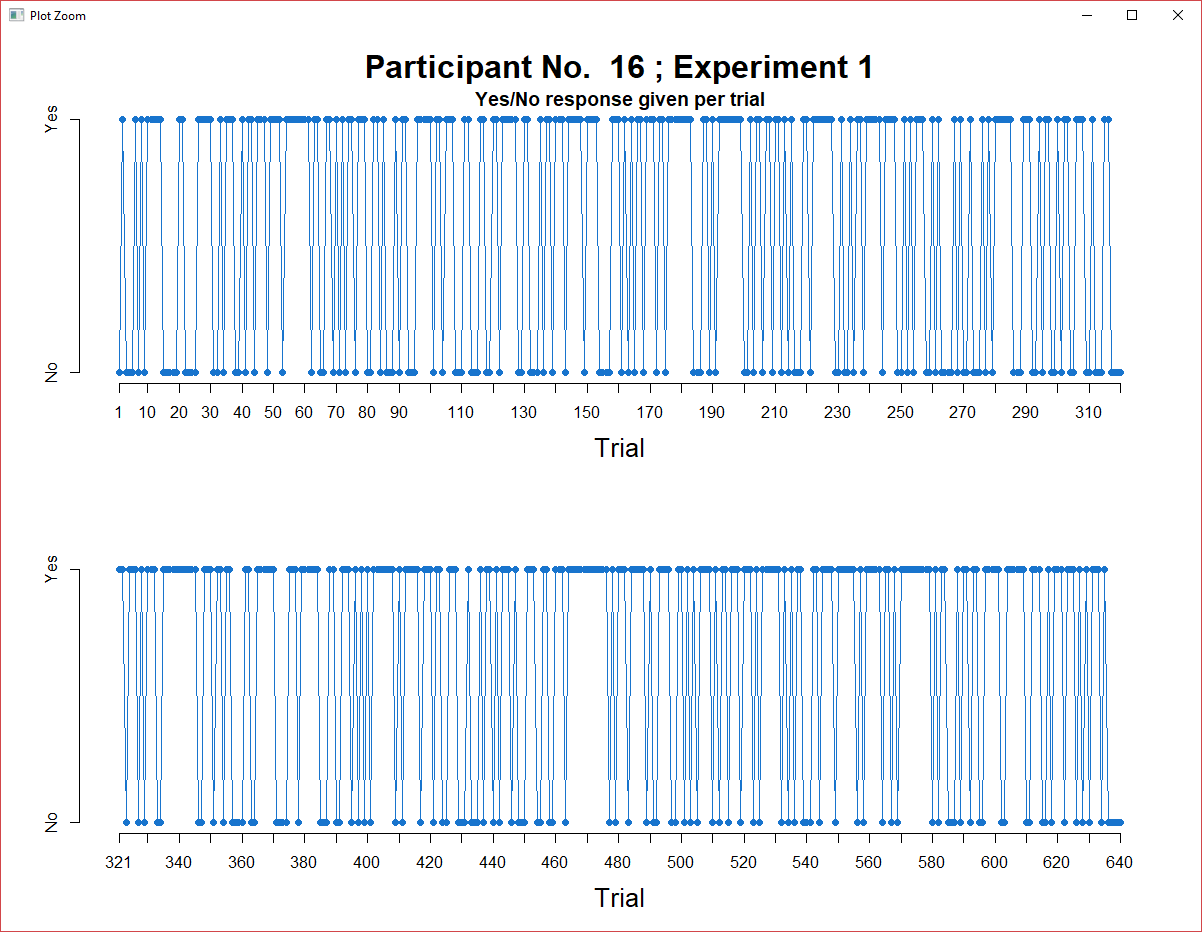 Plot Zoom
Participant No.  16 ; Experiment 1
Yes/No response given per trial
Yes
No
1 10 20 30 40 50 60 70 80 90 110 130 150 170 190 210 230 250 270 290 310
Trial
Yes
No
321 340 360 380 400 420 440 460 480 500 520 540 560 580 600 620 640
Trial